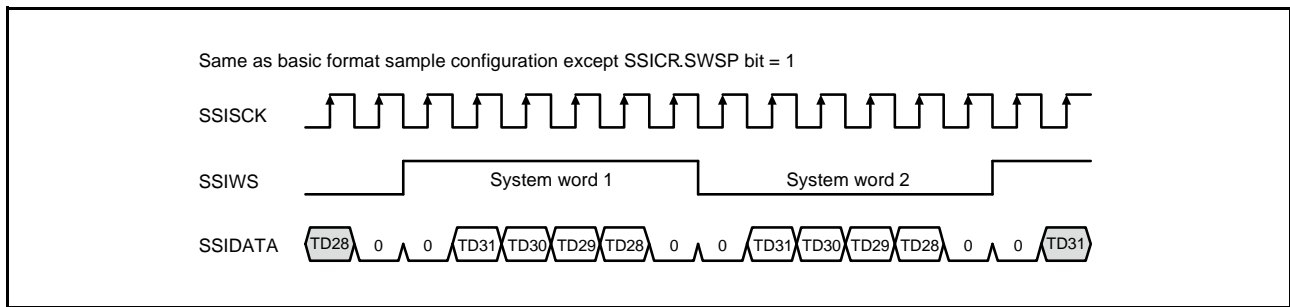 Same as basic format sample configuration except SSICR.SWSP bit = 1
SSISCK
SSIWS System word 1 System word 2
SSIDATA TD28 0 0 TD31 TD30 TD29 TD28 0 0 TD31 TD30 TD29 TD28 0 0 TD31